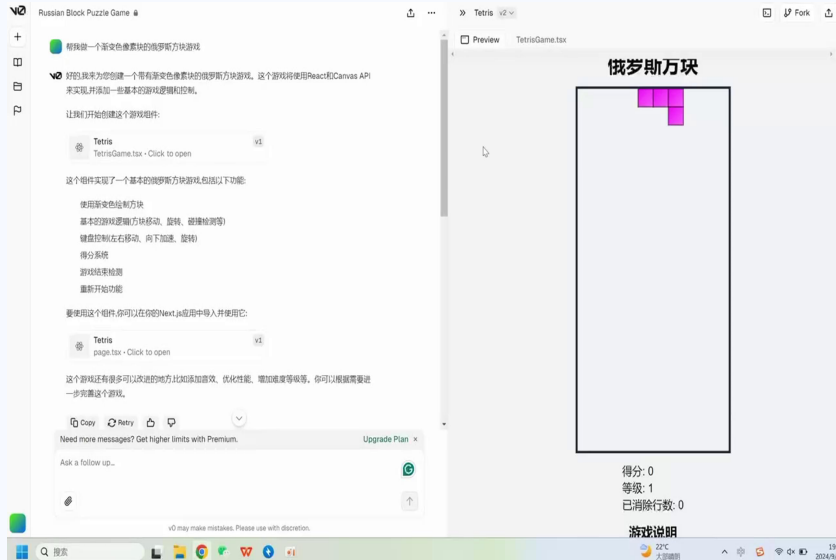 v0
Russian Block Puzzle Game
帮我做一个渐变色像素块的俄罗斯方块游戏
v0 好的,我来为您创建一个带有渐变色像素块的俄罗斯方块游戏。这个游戏将使用React和Canvas API
来实现,并添加一些基本的游戏逻辑和控制。
让我们开始创建这个游戏组件:
Tetris v1
TetrisGame.tsx • Click to open
这个组件实现了一个基本的俄罗斯方块游戏,包括以下功能:
使用渐变色绘制方块
基本的游戏逻辑(方块移动、旋转、碰撞检测等)
键盘控制(左右移动、向下加速、旋转)
得分系统
游戏结束检测
重新开始功能
要使用这个组件,你可以在你的Next.js应用中导入并使用它:
Tetris v1
page.tsx • Click to open
这个游戏还有很多可以改进的地方,比如添加音效、优化性能、增加难度等级等。你可以根据需要进
一步完善这个游戏。
Copy Retry
Need more messages? Get higher limits with Premium. Upgrade Plan ×
Ask a follow up...
v0 may make mistakes. Please use with discretion.
Tetris v2 Fork
Preview TetrisGame.tsx
俄罗斯方块
得分: 0
等级: 1
已消除行数: 0
游戏说明
搜索
22°C
大部晴朗
19